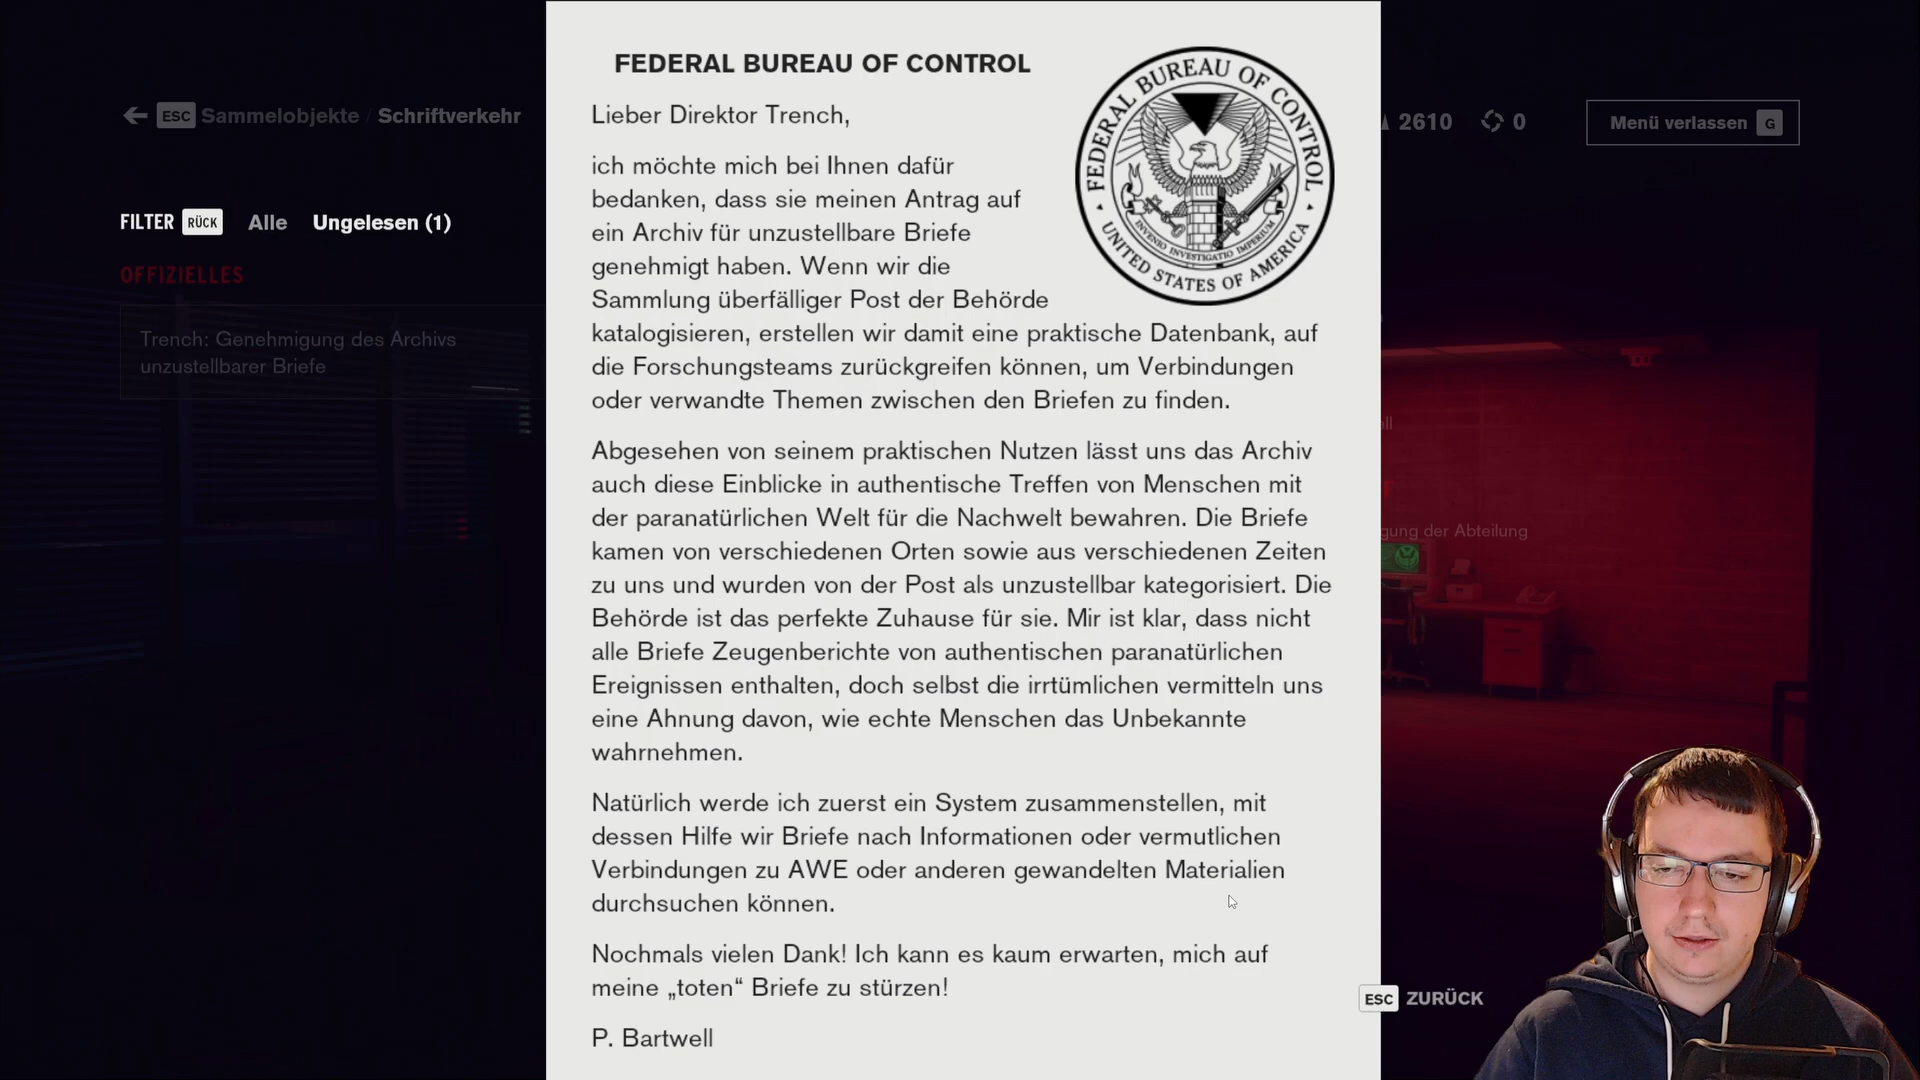 FEDERAL BUREAU OF CONTROL
FEDERAL BUREAU OF CONTROL
UNITED STATES OF AMERICA
INVENIO INVESTIGATIO IMPERIUM
Lieber Direktor Trench,
ich möchte mich bei Ihnen dafür
bedanken, dass sie meinen Antrag auf
ein Archiv für unzustellbare Briefe
genehmigt haben. Wenn wir die
Sammlung überfälliger Post der Behörde
katalogisieren, erstellen wir damit eine praktische Datenbank, auf
die Forschungsteams zurückgreifen können, um Verbindungen
oder verwandte Themen zwischen den Briefen zu finden.
Abgesehen von seinem praktischen Nutzen lässt uns das Archiv
auch diese Einblicke in authentische Treffen von Menschen mit
der paranatürlichen Welt für die Nachwelt bewahren. Die Briefe
kamen von verschiedenen Orten sowie aus verschiedenen Zeiten
zu uns und wurden von der Post als unzustellbar kategorisiert. Die
Behörde ist das perfekte Zuhause für sie. Mir ist klar, dass nicht
alle Briefe Zeugenberichte von authentischen paranatürlichen
Ereignissen enthalten, doch selbst die irrtümlichen vermitteln uns
eine Ahnung davon, wie echte Menschen das Unbekannte
wahrnehmen.
Natürlich werde ich zuerst ein System zusammenstellen, mit
dessen Hilfe wir Briefe nach Informationen oder vermutlichen
Verbindungen zu AWE oder anderen gewandelten Materialien
durchsuchen können.
Nochmals vielen Dank! Ich kann es kaum erwarten, mich auf
meine „toten“ Briefe zu stürzen!
P. Bartwell
ESC Sammelobjekte / Schriftverkehr
FILTER RÜCK Alle Ungelesen (1)
OFFIZIELLES
Trench: Genehmigung des Archivs
unzustellbarer Briefe
2610 0
Menü verlassen G
der Abteilung
ESC ZURÜCK